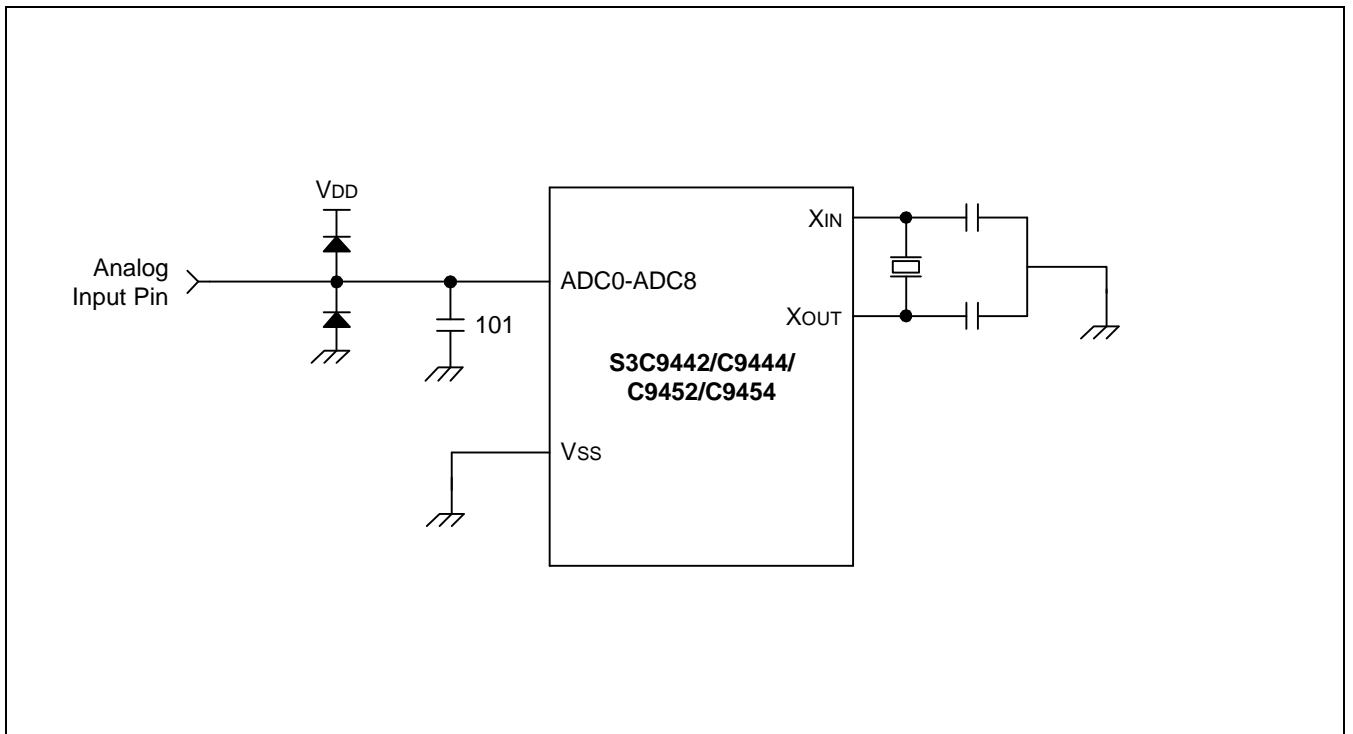 VDD
Analog
Input Pin
ADC0-ADC8
101
XIN
XOUT
S3C9442/C9444/
C9452/C9454
VSS